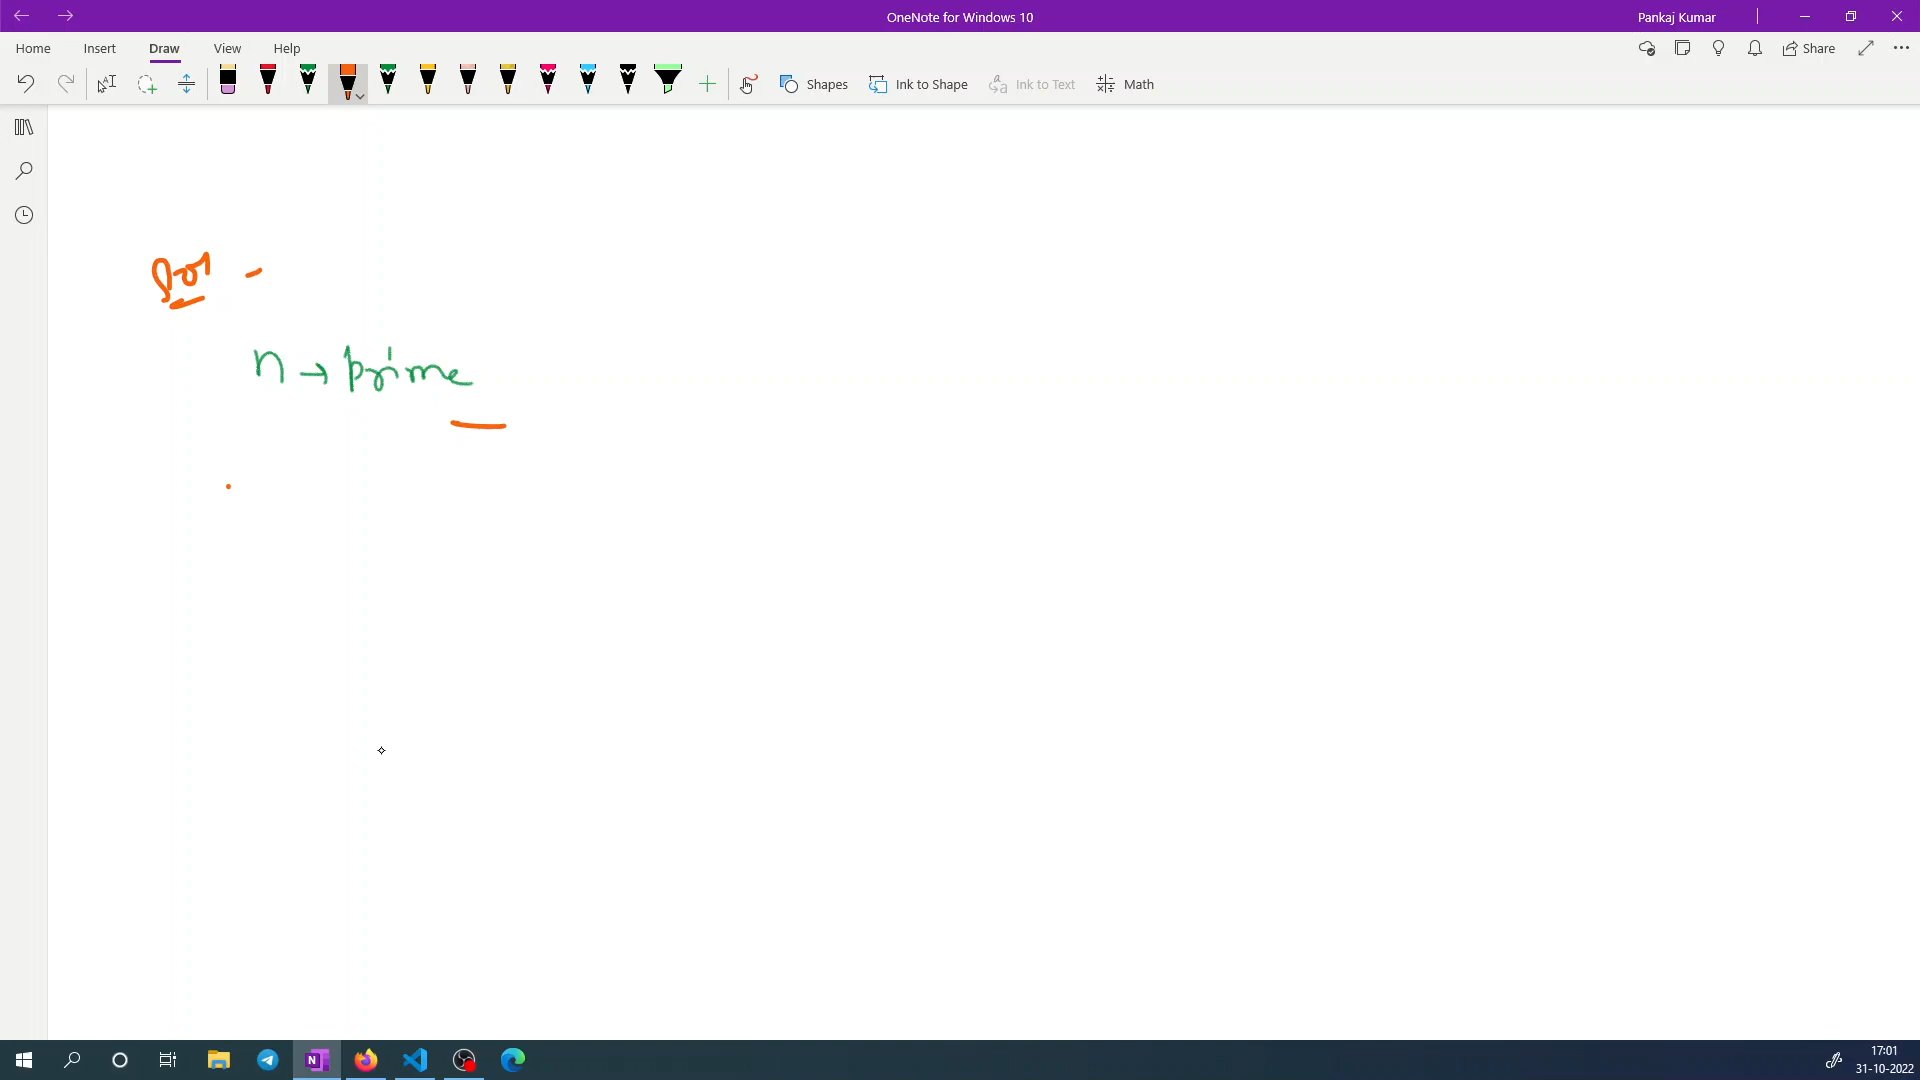 OneNote for Windows 10
Pankaj Kumar
Home Insert Draw View Help
Share
Shapes Ink to Shape Ink to Text Math
n → prime
17:01
31-10-2022